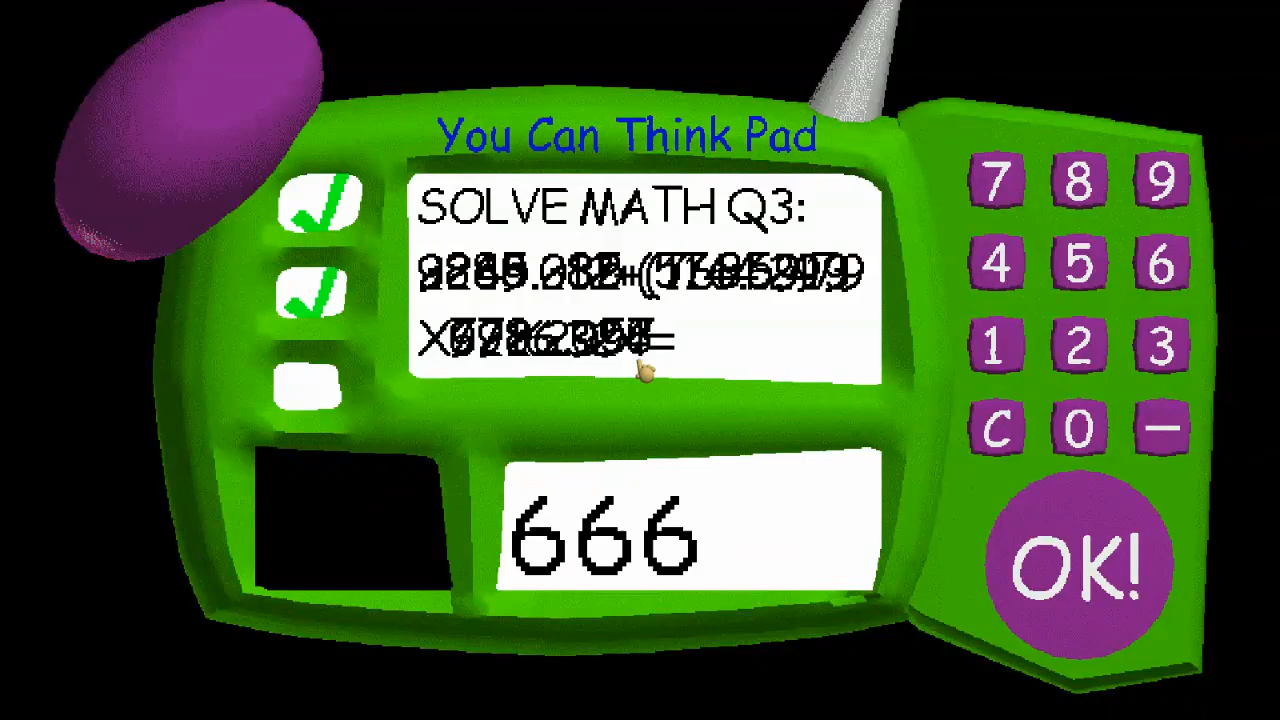 You Can Think Pad
SOLVE MATH Q3:
666
7 8 9
4 5 6
1 2 3
C 0 —
OK!